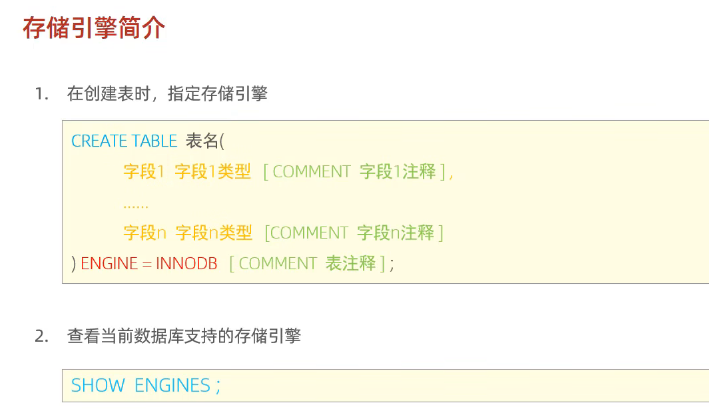 存储引擎简介
1. 在创建表时，指定存储引擎
CREATE TABLE 表名(
字段1 字段1类型 [ COMMENT 字段1注释 ] ,
......
字段n 字段n类型 [COMMENT 字段n注释 ]
) ENGINE = INNODB [ COMMENT 表注释 ] ;
2. 查看当前数据库支持的存储引擎
SHOW ENGINES ;